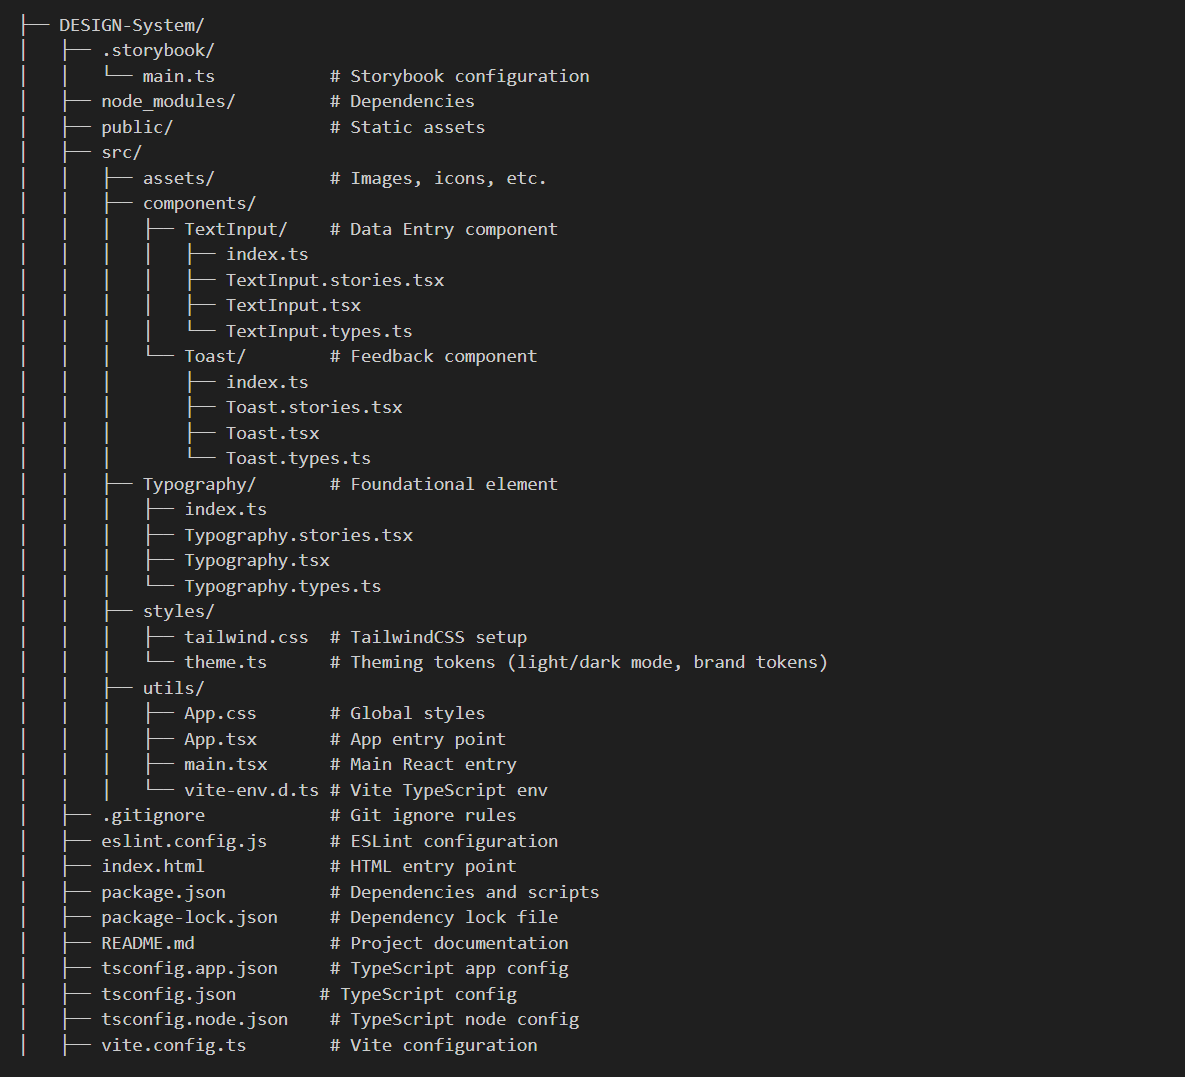 ├── DESIGN-System/
│   ├── .storybook/
│   │   └── main.ts           # Storybook configuration
│   ├── node_modules/         # Dependencies
│   ├── public/               # Static assets
│   ├── src/
│   │   ├── assets/           # Images, icons, etc.
│   │   ├── components/
│   │   │   ├── TextInput/    # Data Entry component
│   │   │   │   ├── index.ts
│   │   │   │   ├── TextInput.stories.tsx
│   │   │   │   ├── TextInput.tsx
│   │   │   │   └── TextInput.types.ts
│   │   │   └── Toast/        # Feedback component
│   │   │       ├── index.ts
│   │   │       ├── Toast.stories.tsx
│   │   │       ├── Toast.tsx
│   │   │       └── Toast.types.ts
│   │   ├── Typography/       # Foundational element
│   │   │   ├── index.ts
│   │   │   ├── Typography.stories.tsx
│   │   │   ├── Typography.tsx
│   │   │   └── Typography.types.ts
│   │   ├── styles/
│   │   │   ├── tailwind.css  # TailwindCSS setup
│   │   │   └── theme.ts      # Theming tokens (light/dark mode, brand tokens)
│   │   ├── utils/
│   │   │   ├── App.css       # Global styles
│   │   │   ├── App.tsx       # App entry point
│   │   │   ├── main.tsx      # Main React entry
│   │   │   └── vite-env.d.ts # Vite TypeScript env
│   ├── .gitignore            # Git ignore rules
│   ├── eslint.config.js      # ESLint configuration
│   ├── index.html            # HTML entry point
│   ├── package.json          # Dependencies and scripts
│   ├── package-lock.json     # Dependency lock file
│   ├── README.md             # Project documentation
│   ├── tsconfig.app.json     # TypeScript app config
│   ├── tsconfig.json        # TypeScript config
│   ├── tsconfig.node.json    # TypeScript node config
│   ├── vite.config.ts        # Vite configuration